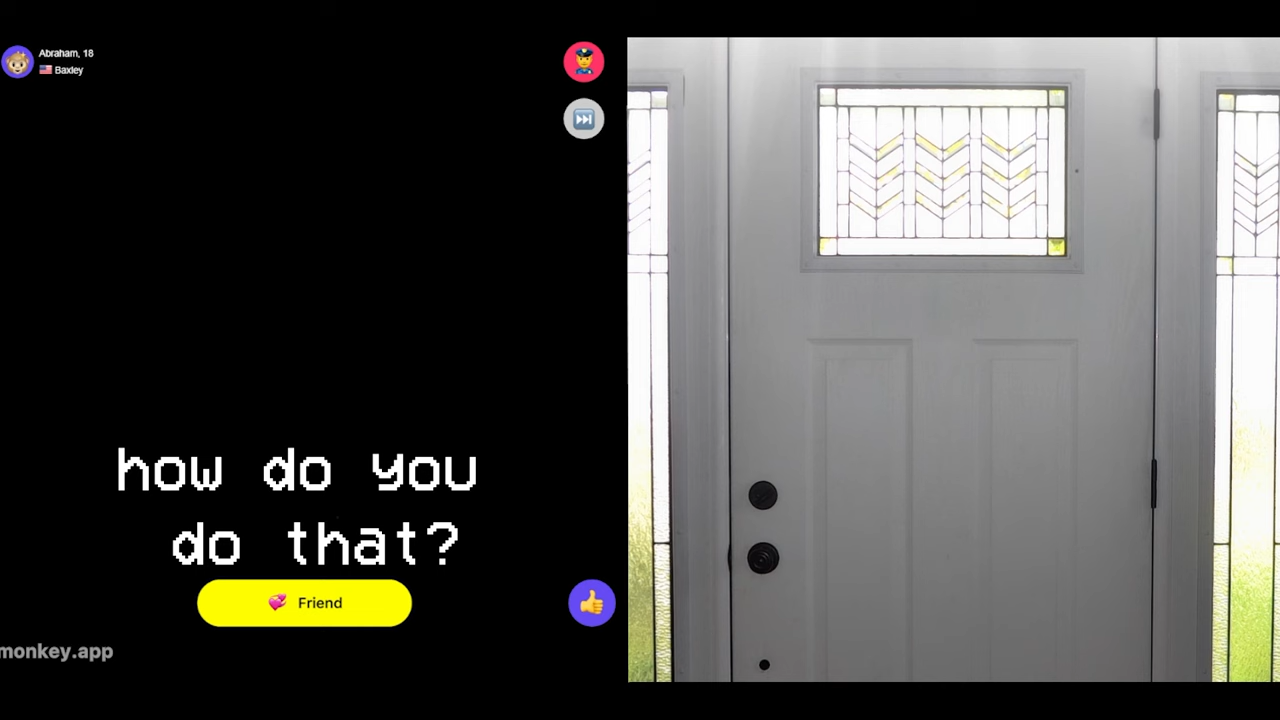 Abraham, 18
Baxley
how do you
do that?
Friend
monkey.app